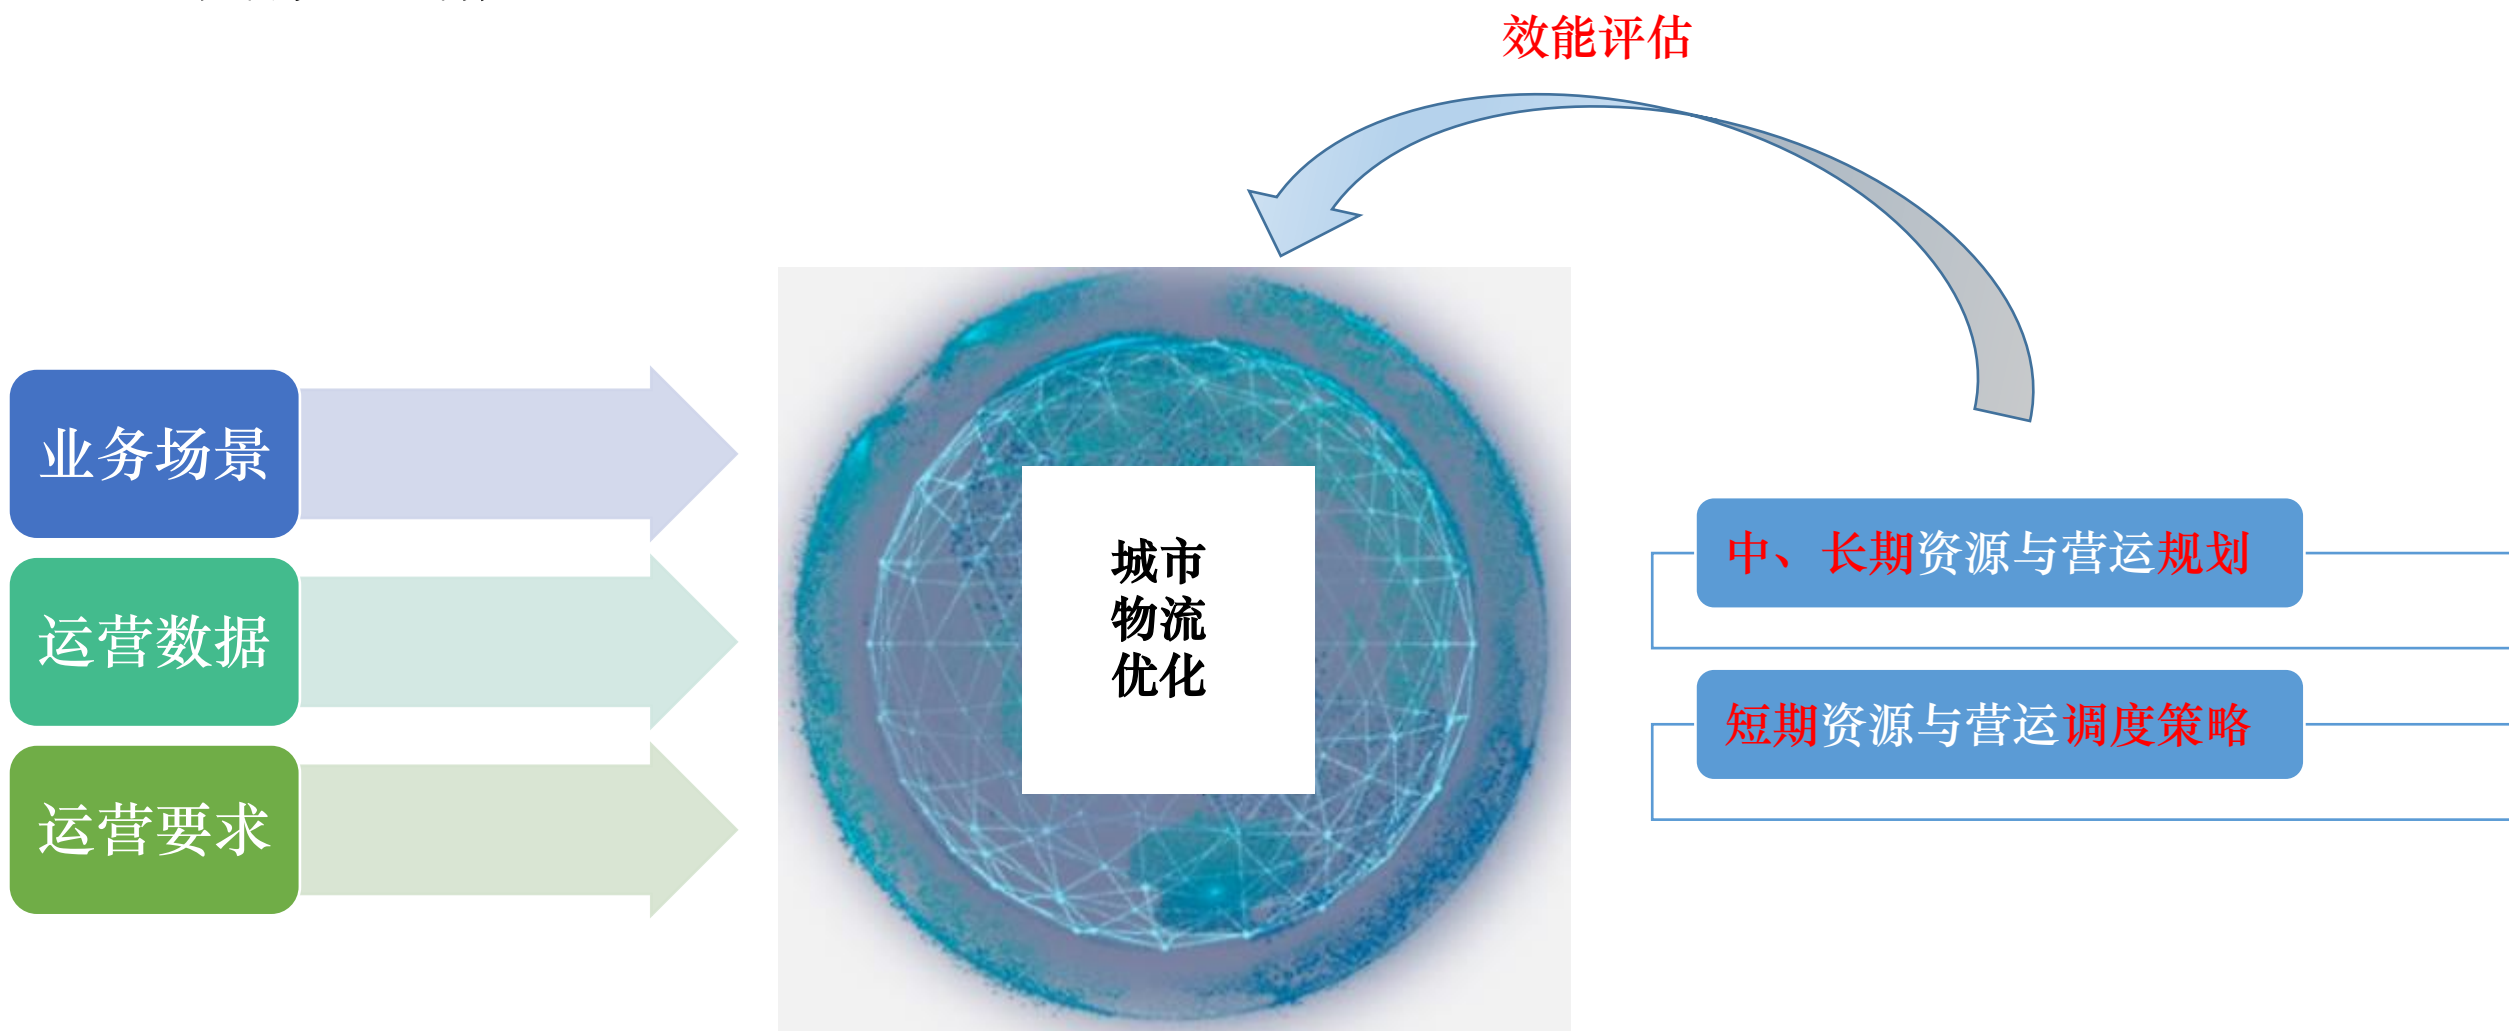 效能评估
业务场景
运营数据
运营要求
城市
物流
优化
中、长期资源与营运规划
短期资源与营运调度策略